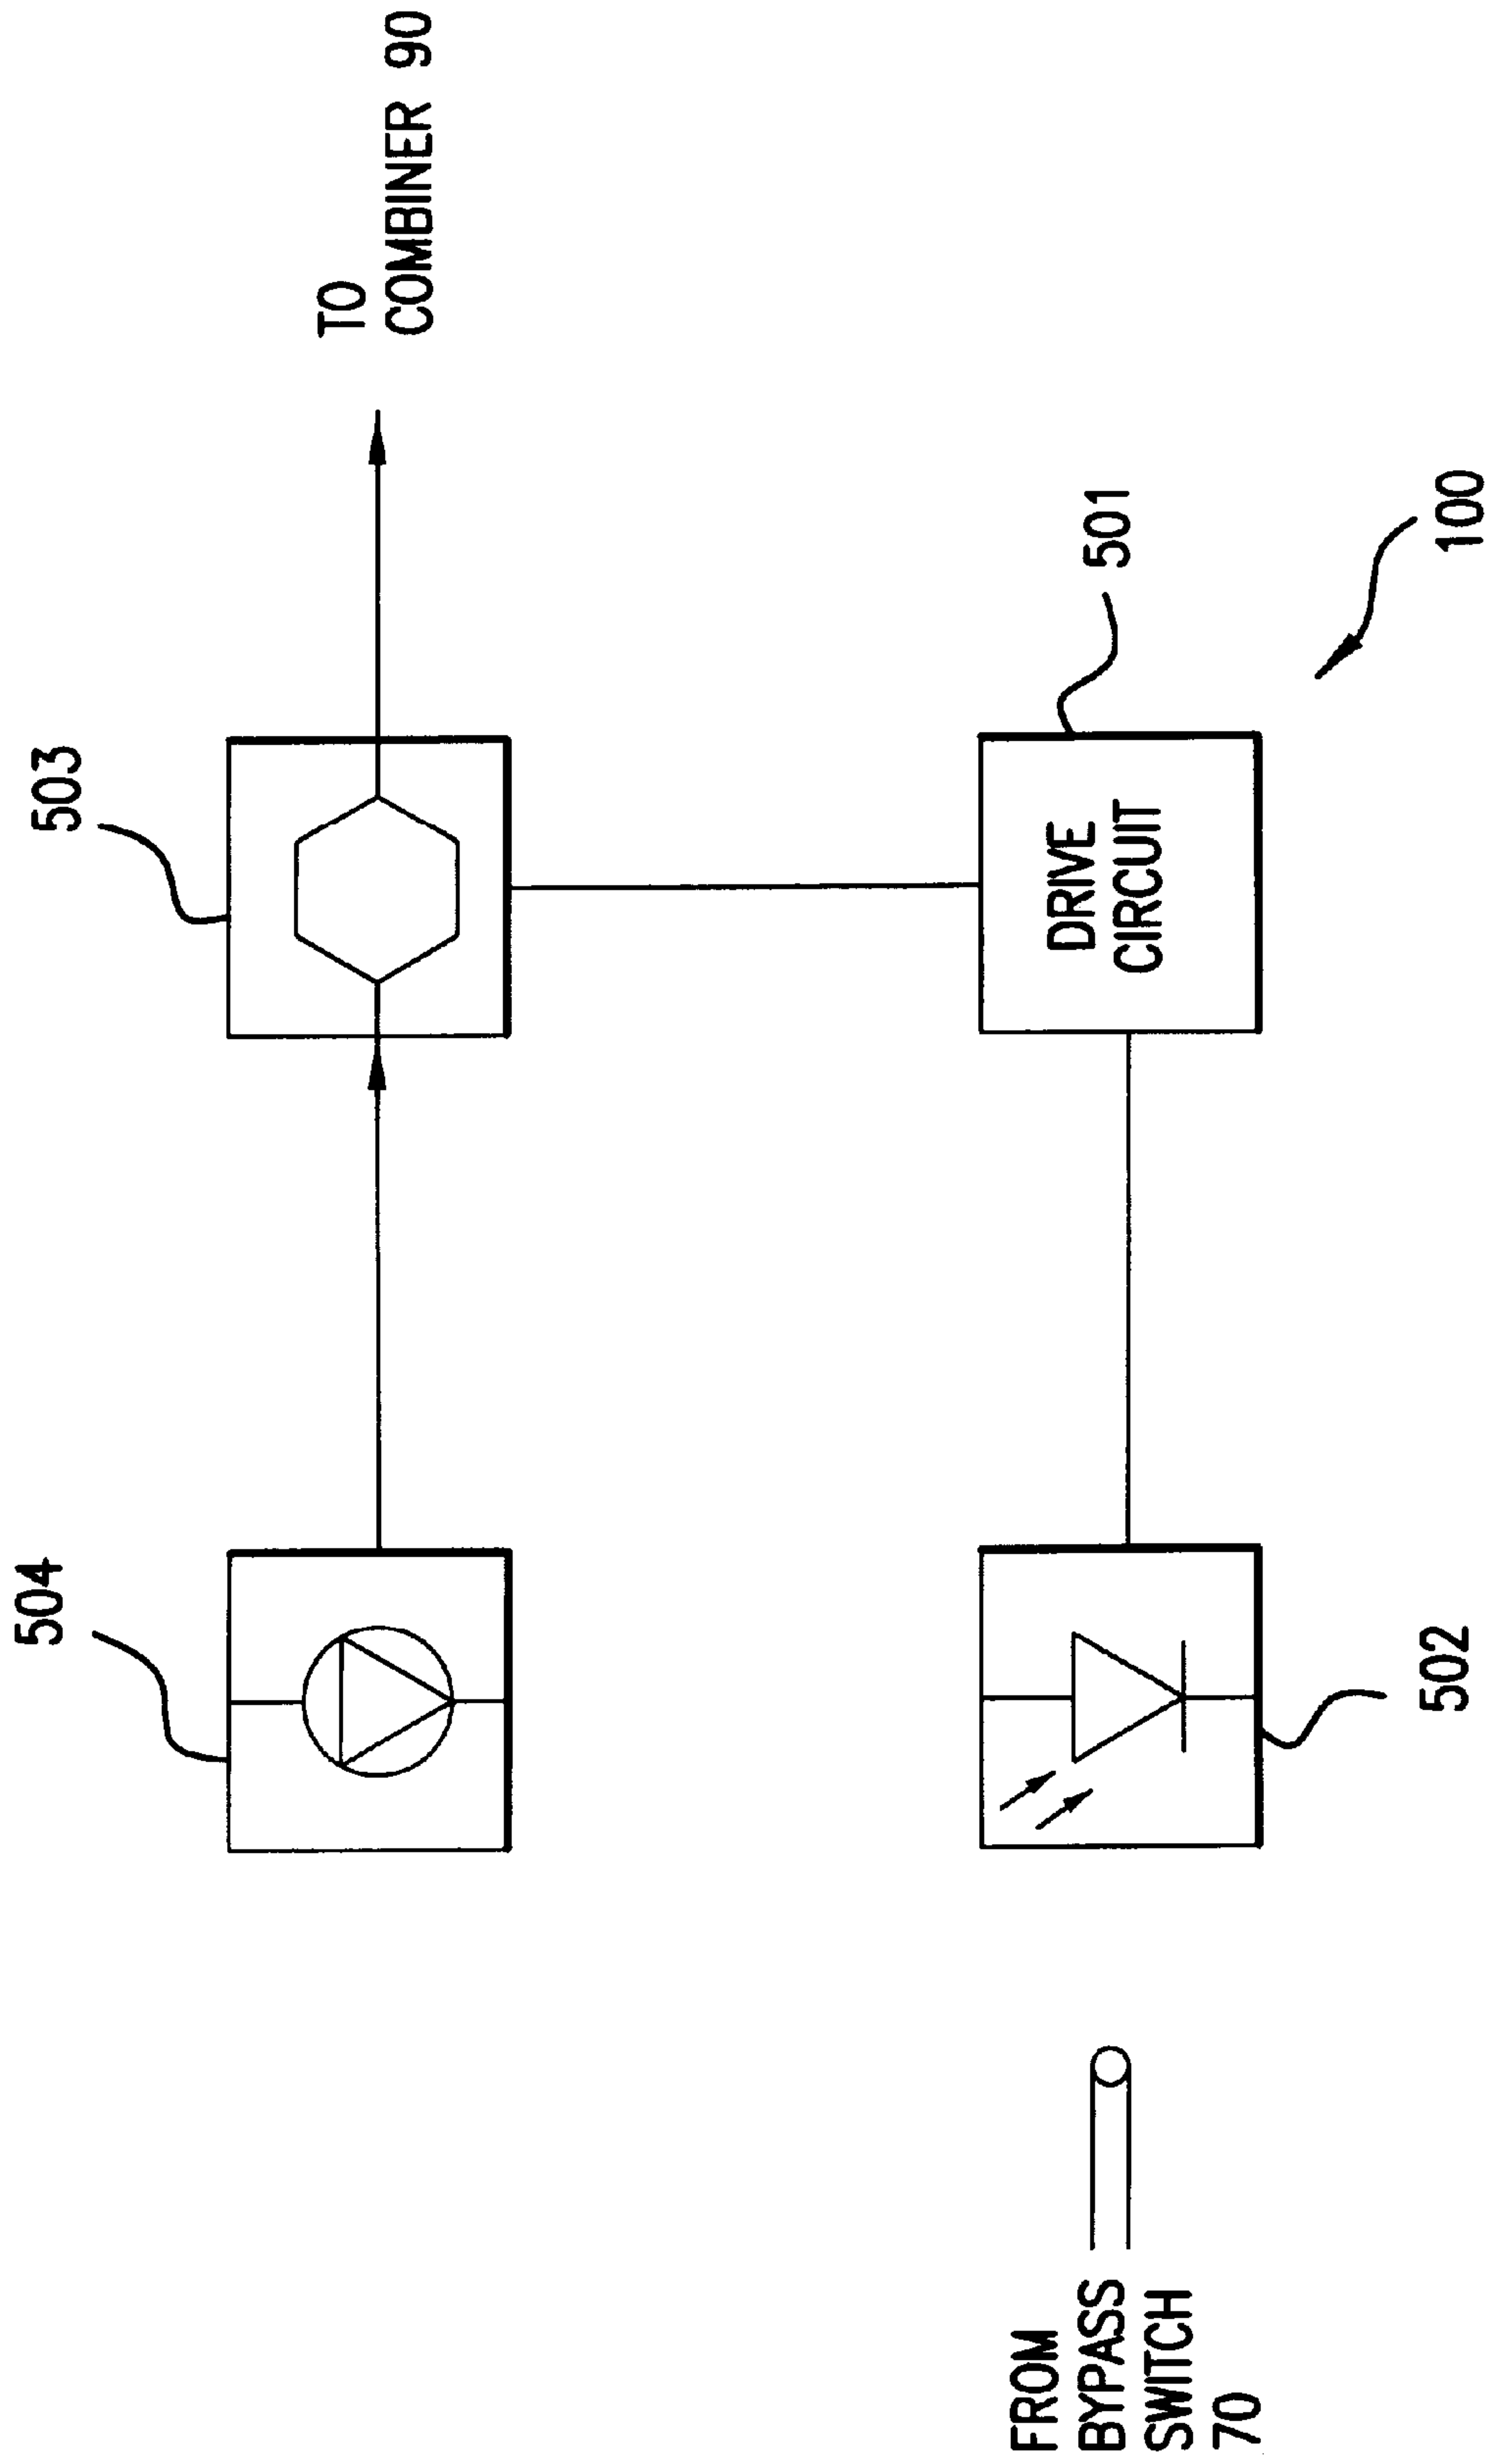 504
503
TO
COMBINER 90
FROM
BYPASS
SWITCH
70
502
DRIVE
CIRCUIT
501
100